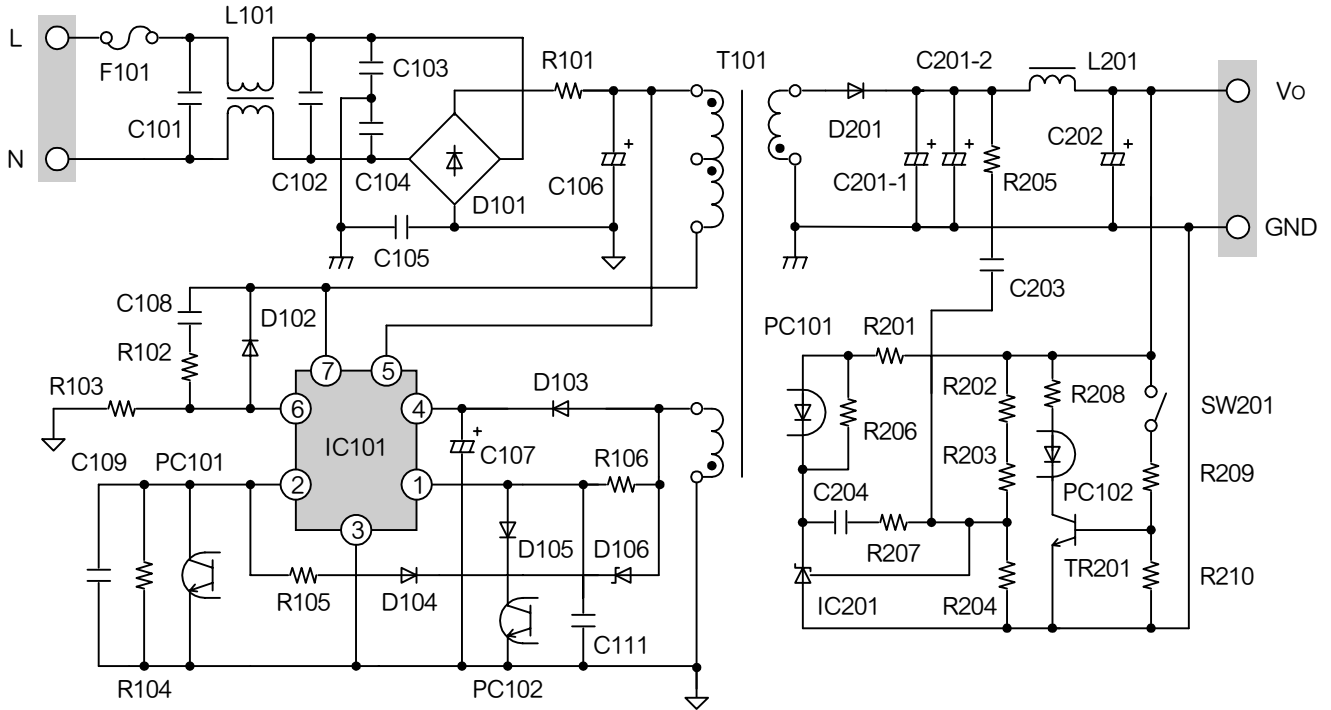 L101
L
F101
C101
C103
R101
T101
C201-2
L201
VO
N
C102
C104
D101
C106
D201
C201-1
R205
C202
C105
GND
C108
D102
C203
R102
PC101
R201
R103
7
5
D103
R202
R208
SW201
6
4
IC101
C107
R206
R203
R209
C109
PC101
R106
PC102
2
1
C204
3
D105
D106
R207
TR201
R210
R105
D104
IC201
R204
C111
R104
PC102